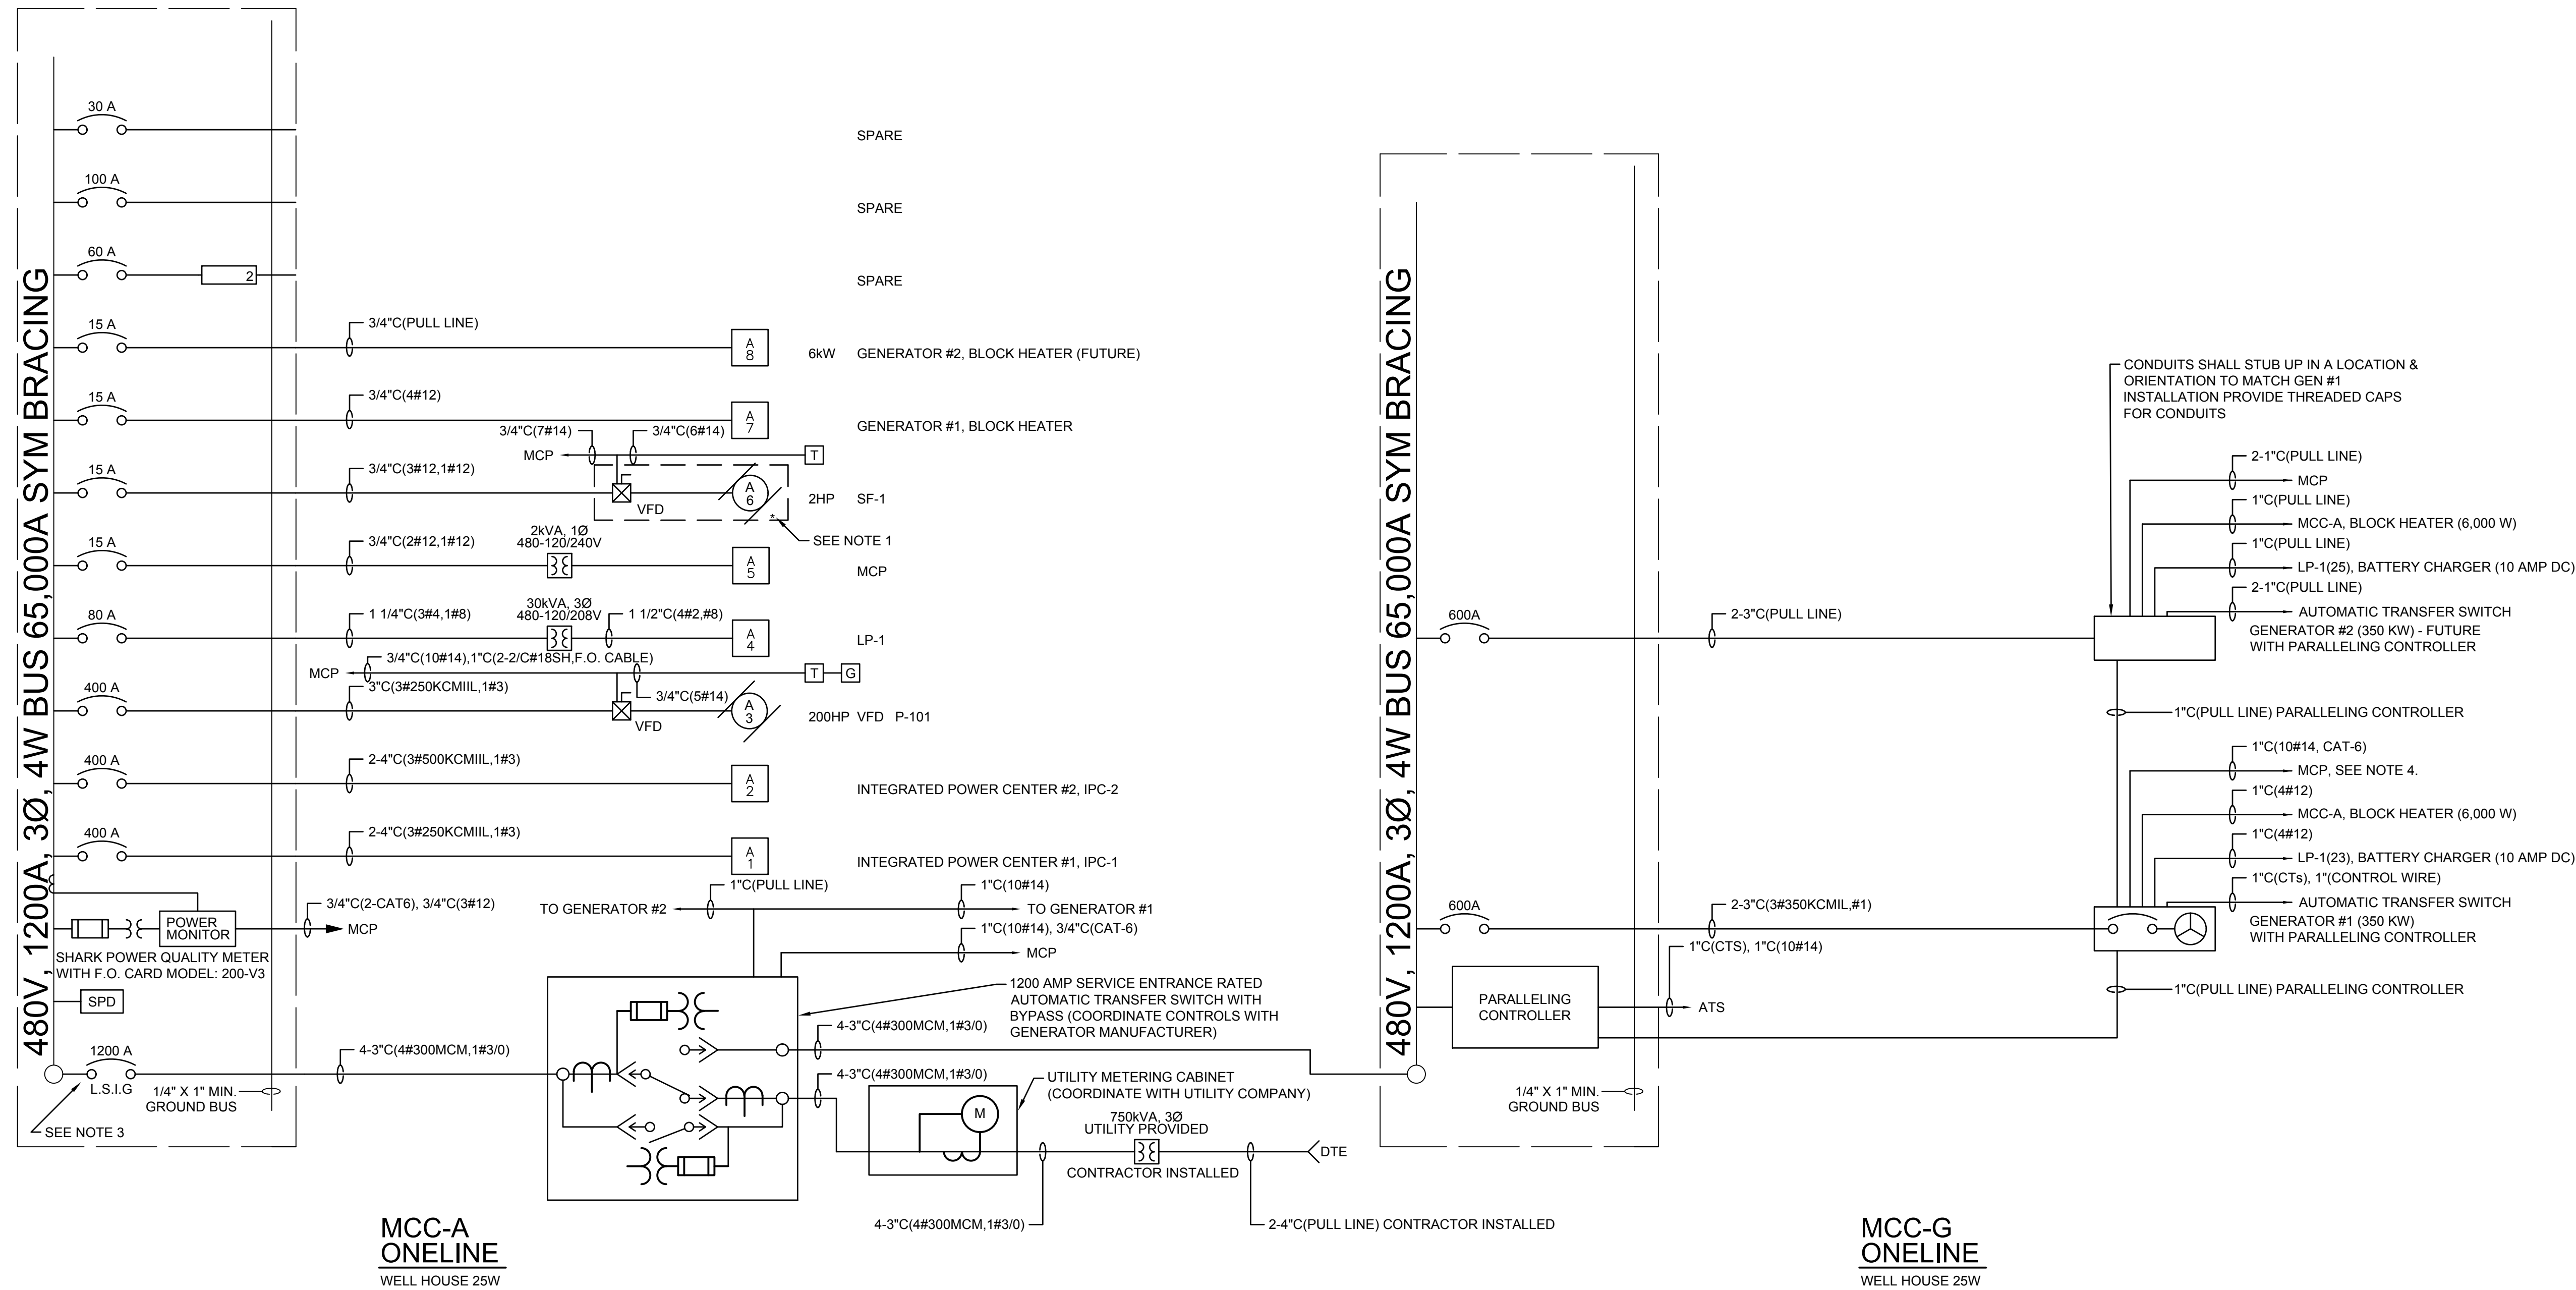 480V, 1200A, 3Ø, 4W BUS 65,000A SYM BRACING
30 A
SPARE
100 A
SPARE
60 A
2
SPARE
15 A
3/4"C(PULL LINE)
A
8
6kW GENERATOR #2, BLOCK HEATER (FUTURE)
15 A
3/4"C(4#12)
A
7
GENERATOR #1, BLOCK HEATER
3/4"C(7#14)
3/4"C(6#14)
MCP
T
15 A
3/4"C(3#12,1#12)
VFD
A
6
*
2HP SF-1
SEE NOTE 1
15 A
3/4"C(2#12,1#12)
2kVA, 1Ø
480-120/240V
A
5
MCP
80 A
1 1/4"C(3#4,1#8)
30kVA, 3Ø
480-120/208V
1 1/2"C(4#2,#8)
A
4
LP-1
3/4"C(10#14),1"C(2-2/C#18SH,F.O. CABLE)
MCP
T
G
400 A
3"C(3#250KCMIIL,1#3)
3/4"C(5#14)
VFD
A
3
200HP VFD P-101
400 A
2-4"C(3#500KCMIIL,1#3)
A
2
INTEGRATED POWER CENTER #2, IPC-2
400 A
2-4"C(3#250KCMIIL,1#3)
A
1
INTEGRATED POWER CENTER #1, IPC-1
POWER
MONITOR
3/4"C(2-CAT6), 3/4"C(3#12)
MCP
SHARK POWER QUALITY METER
WITH F.O. CARD MODEL: 200-V3
SPD
1200 A
L.S.I.G
1/4" X 1" MIN.
GROUND BUS
SEE NOTE 3
4-3"C(4#300MCM,1#3/0)
1"C(PULL LINE)
TO GENERATOR #2
1"C(10#14)
TO GENERATOR #1
1"C(10#14), 3/4"C(CAT-6)
MCP
1200 AMP SERVICE ENTRANCE RATED
AUTOMATIC TRANSFER SWITCH WITH
BYPASS (COORDINATE CONTROLS WITH
GENERATOR MANUFACTURER)
4-3"C(4#300MCM,1#3/0)
4-3"C(4#300MCM,1#3/0)
UTILITY METERING CABINET
(COORDINATE WITH UTILITY COMPANY)
M
750kVA, 3Ø
UTILITY PROVIDED
CONTRACTOR INSTALLED
DTE
4-3"C(4#300MCM,1#3/0)
2-4"C(PULL LINE) CONTRACTOR INSTALLED
MCC-A
ONELINE
WELL HOUSE 25W
480V, 1200A, 3Ø, 4W BUS 65,000A SYM BRACING
CONDUITS SHALL STUB UP IN A LOCATION &
ORIENTATION TO MATCH GEN #1
INSTALLATION PROVIDE THREADED CAPS
FOR CONDUITS
2-1"C(PULL LINE)
MCP
1"C(PULL LINE)
MCC-A, BLOCK HEATER (6,000 W)
1"C(PULL LINE)
LP-1(25), BATTERY CHARGER (10 AMP DC)
2-1"C(PULL LINE)
AUTOMATIC TRANSFER SWITCH
600A
2-3"C(PULL LINE)
GENERATOR #2 (350 KW) - FUTURE
WITH PARALLELING CONTROLLER
1"C(PULL LINE) PARALLELING CONTROLLER
1"C(10#14, CAT-6)
MCP, SEE NOTE 4.
1"C(4#12)
MCC-A, BLOCK HEATER (6,000 W)
1"C(4#12)
LP-1(23), BATTERY CHARGER (10 AMP DC)
1"C(CTs), 1"(CONTROL WIRE)
AUTOMATIC TRANSFER SWITCH
600A
2-3"C(3#350KCMIL,#1)
GENERATOR #1 (350 KW)
WITH PARALLELING CONTROLLER
1"C(CTS), 1"C(10#14)
PARALLELING
CONTROLLER
ATS
1"C(PULL LINE) PARALLELING CONTROLLER
1/4" X 1" MIN.
GROUND BUS
MCC-G
ONELINE
WELL HOUSE 25W